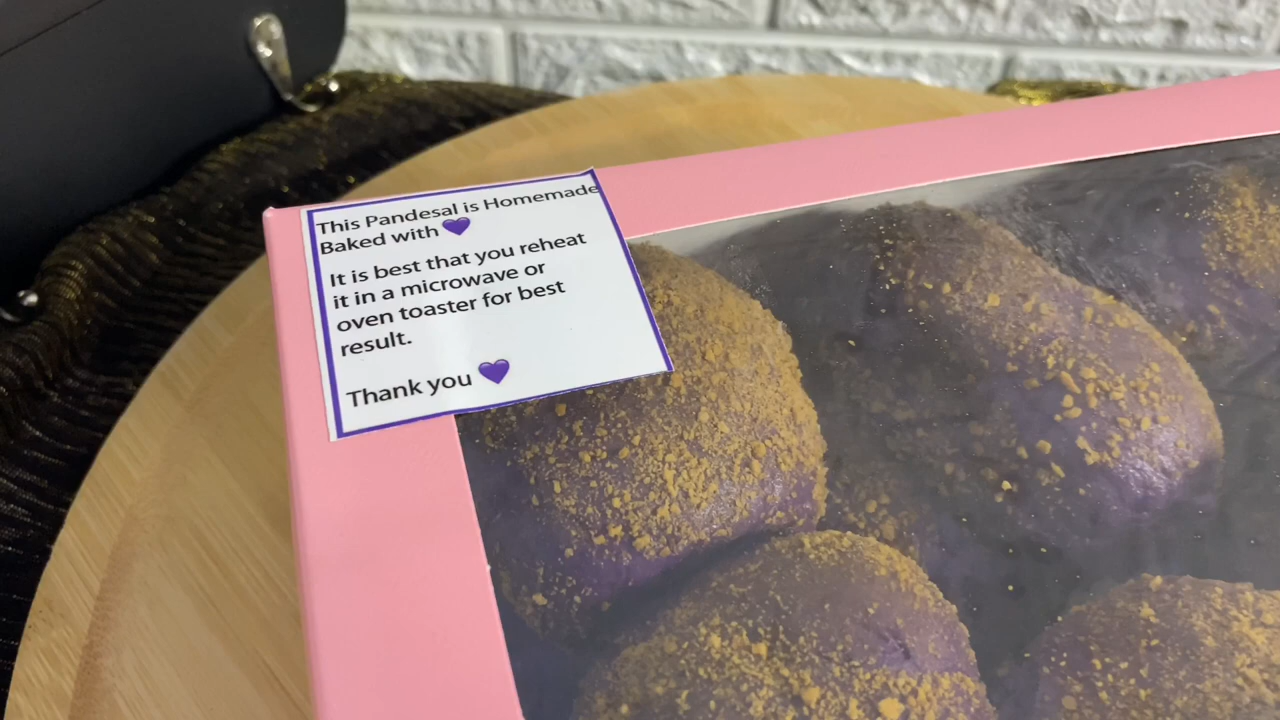 This Pandesal is Homemade
Baked with 💜
It is best that you reheat
it in a microwave or
oven toaster for best
result.
Thank you 💜